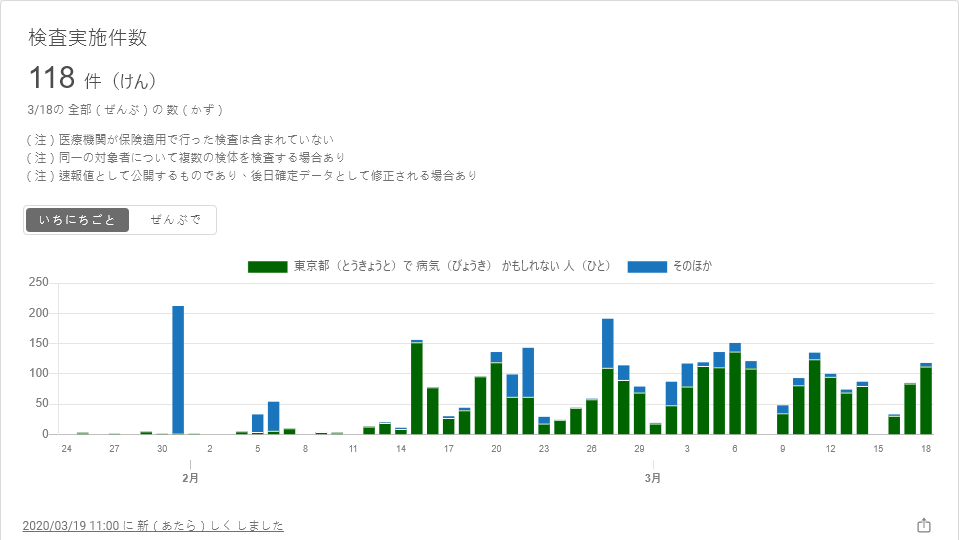 検査実施件数
118 件（けん）
3/18の 全部 ( ぜんぶ ) の 数 ( かず )
( 注 ) 医療機関が保険適用で行った検査は含まれていない
( 注 ) 同一の対象者について複数の検体を検査する場合あり
( 注 ) 速報値として公開するものであり、後日確定データとして修正される場合あり
いちにちごと ぜんぶで
東京都（とうきょうと）で 病気（びょうき） かもしれない 人（ひと） そのほか
250
200
150
100
50
0
24 27 30 2 5 8 11 14 17 20 23 26 29 3 6 9 12 15 18
2月 3月
2020/03/19 11:00 に 新 ( あたら ) しく しました